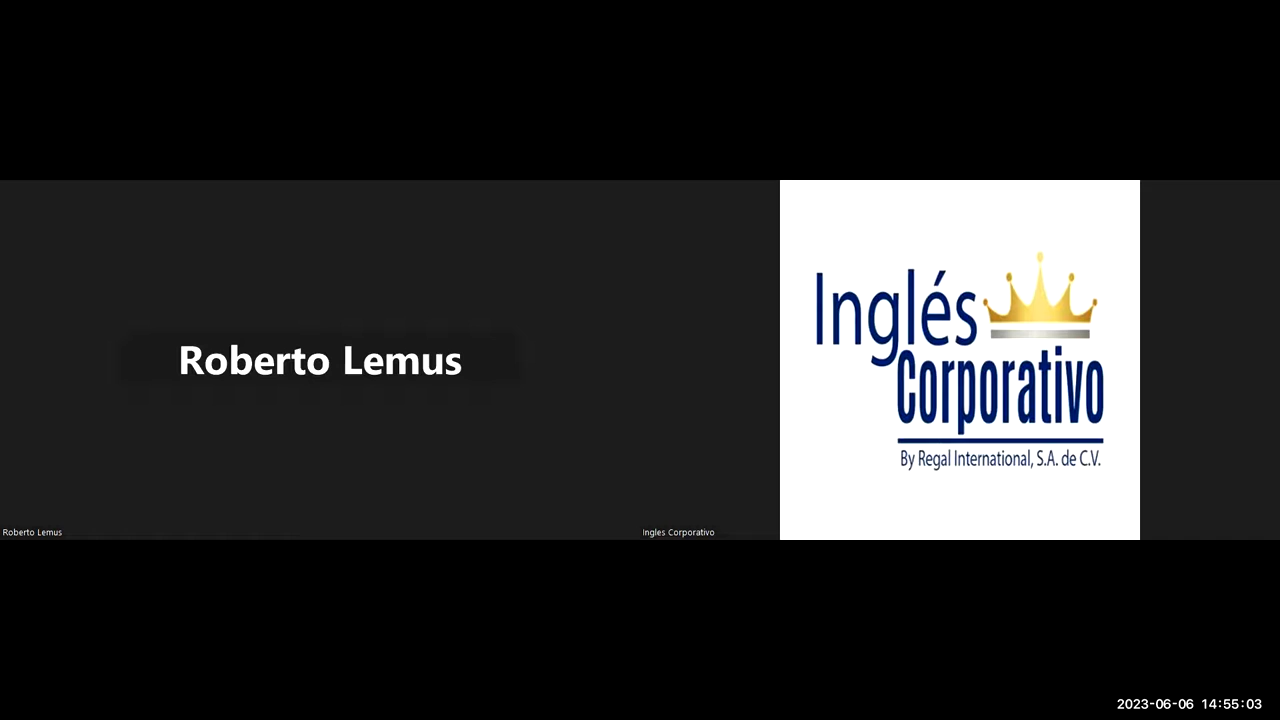 Roberto Lemus
Roberto Lemus
Inglés
Corporativo
By Regal International, S.A. de C.V.
Ingles Corporativo
2023-06-06 14:55:03